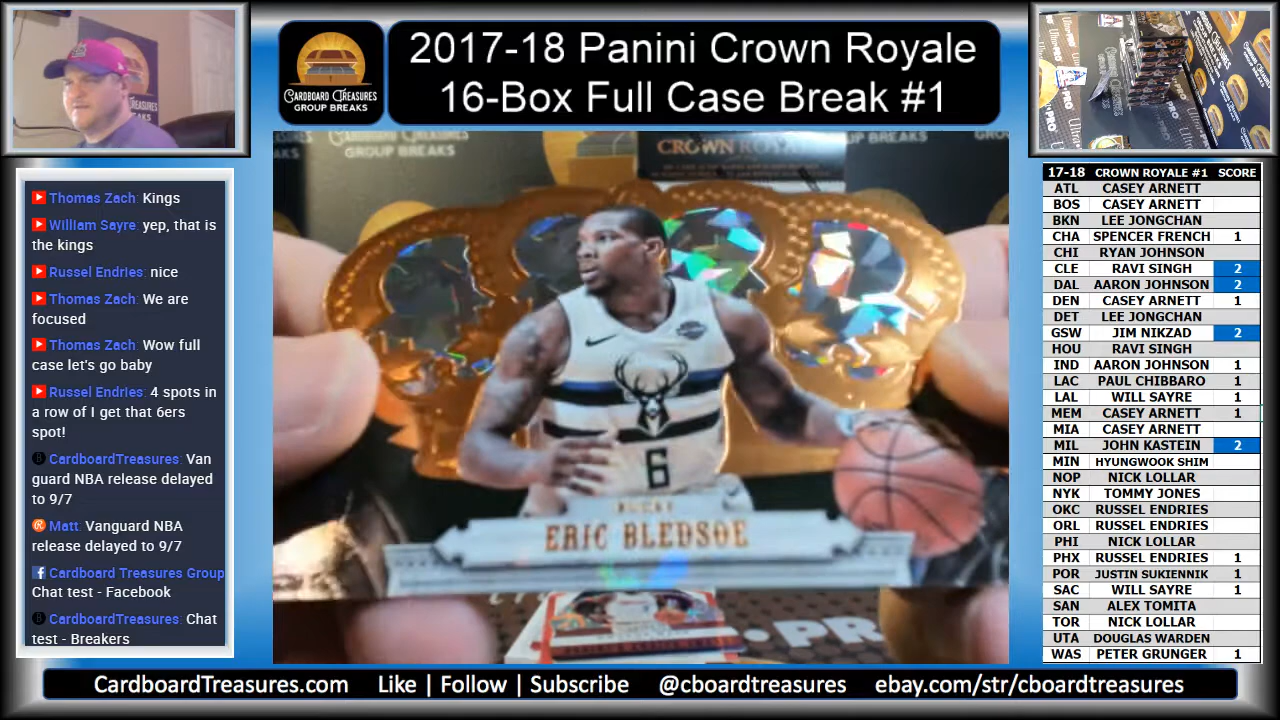 CARDBOARD TREASURES
GROUP BREAKS
2017-18 Panini Crown Royale
16-Box Full Case Break #1
Thomas Zach: Kings
William Sayre: yep, that is
the kings
Russel Endries: nice
Thomas Zach: We are
focused
Thomas Zach: Wow full
case let's go baby
Russel Endries: 4 spots in
a row of I get that 6ers
spot!
CardboardTreasures: Van
guard NBA release delayed
to 9/7
Matt: Vanguard NBA
release delayed to 9/7
Cardboard Treasures Group
Chat test - Facebook
CardboardTreasures: Chat
test - Breakers
GROUP BREAKS
CROWN ROYALE
6
BUCKS
ERIC BLEDSOE
PRO
17-18 CROWN ROYALE #1 SCORE
ATL CASEY ARNETT
BOS CASEY ARNETT
BKN LEE JONGCHAN
CHA SPENCER FRENCH 1
CHI RYAN JOHNSON
CLE RAVI SINGH 2
DAL AARON JOHNSON 2
DEN CASEY ARNETT 1
DET LEE JONGCHAN
GSW JIM NIKZAD 2
HOU RAVI SINGH
IND AARON JOHNSON 1
LAC PAUL CHIBBARO 1
LAL WILL SAYRE 1
MEM CASEY ARNETT 1
MIA CASEY ARNETT
MIL JOHN KASTEIN 2
MIN HYUNGWOOK SHIM
NOP NICK LOLLAR
NYK TOMMY JONES
OKC RUSSEL ENDRIES
ORL RUSSEL ENDRIES
PHI NICK LOLLAR
PHX RUSSEL ENDRIES 1
POR JUSTIN SUKIENNIK 1
SAC WILL SAYRE 1
SAN ALEX TOMITA
TOR NICK LOLLAR
UTA DOUGLAS WARDEN
WAS PETER GRUNGER 1
CardboardTreasures.com Like | Follow | Subscribe @cboardtreasures ebay.com/str/cboardtreasures